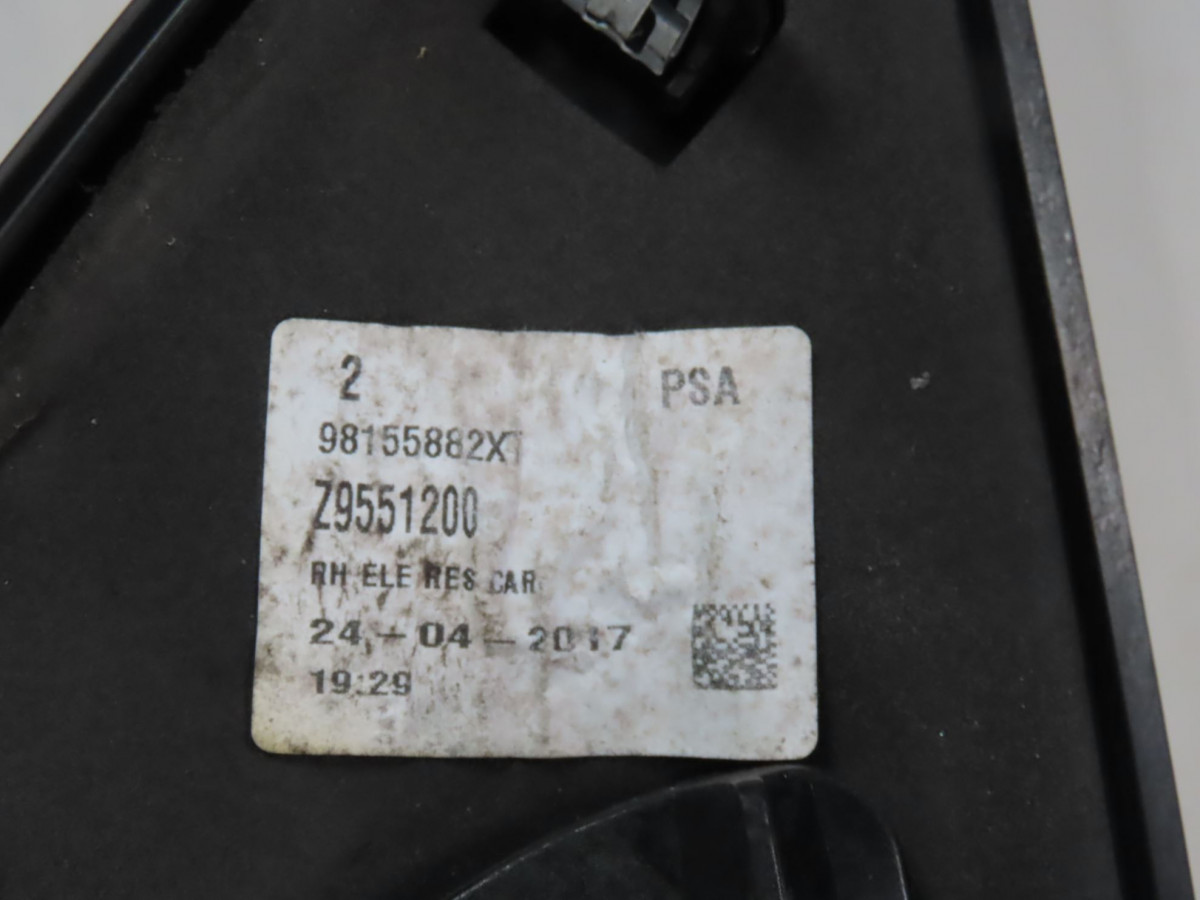 2 PSA
98155882XT
Z9551200
RH ELE RES CAR
24-04-2017
19:29